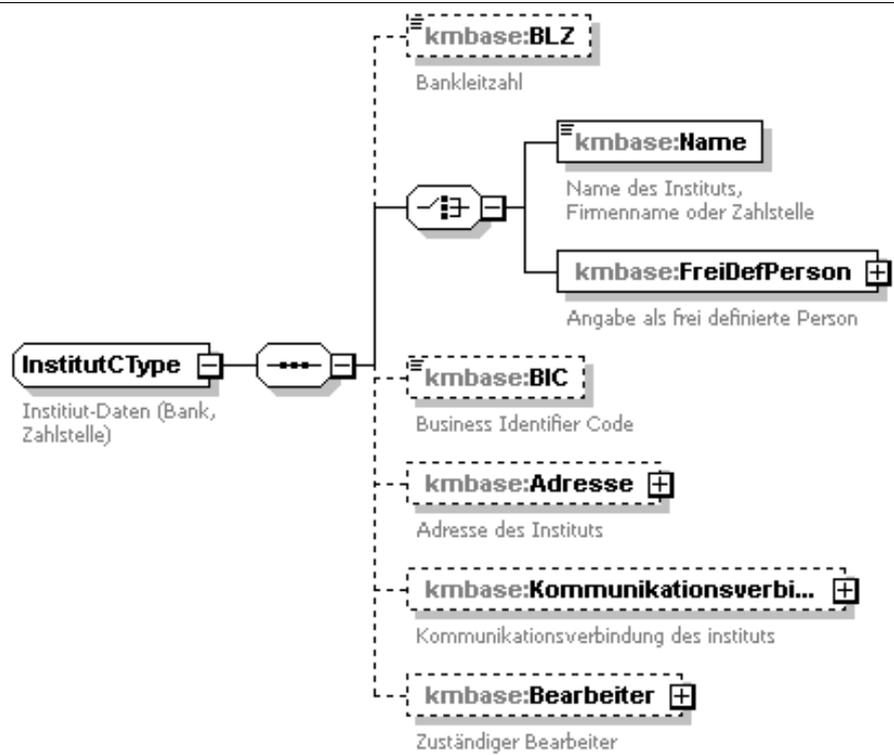 kmbase:BLZ
Bankleitzahl
kmbase:Name
Name des Instituts,
Firmenname oder Zahlstelle
kmbase:FreiDefPerson
Angabe als frei definierte Person
InstitutCType
Institiut-Daten (Bank,
Zahlstelle)
kmbase:BIC
Business Identifier Code
kmbase:Adresse
Adresse des Instituts
kmbase:Kommunikationsverbi...
Kommunikationsverbindung des instituts
kmbase:Bearbeiter
Zuständiger Bearbeiter